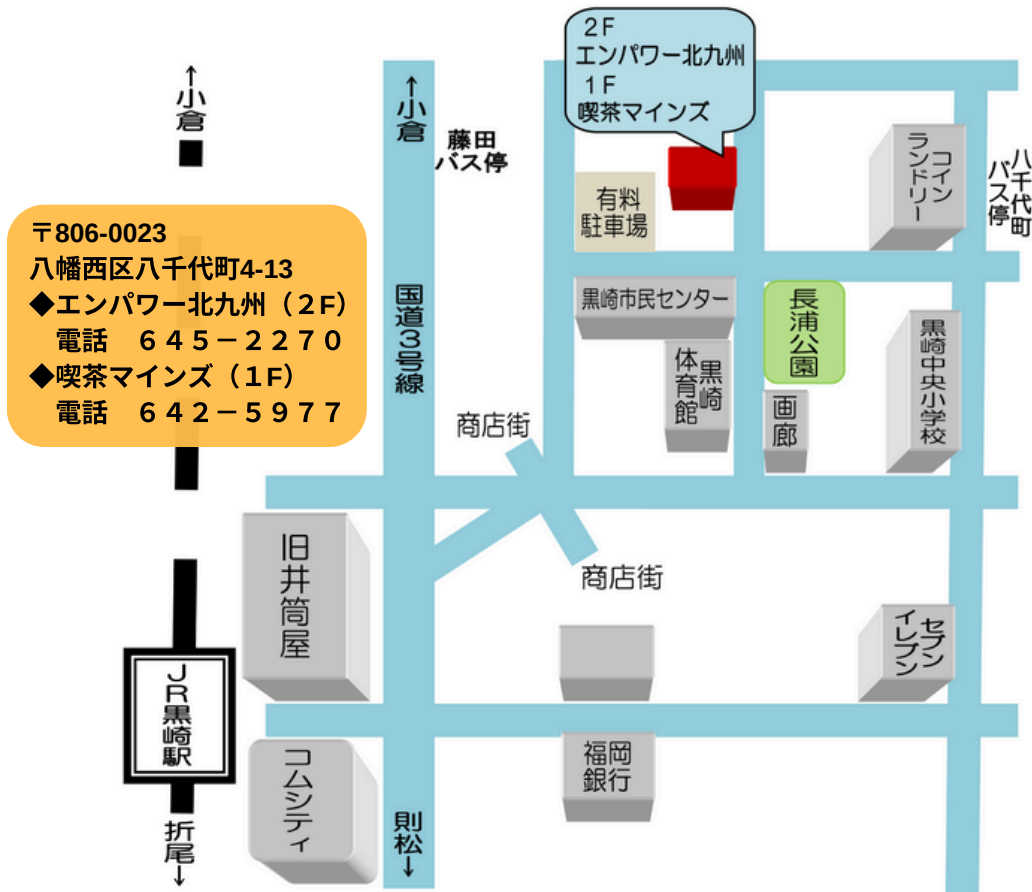 2F
エンパワー北九州
1F
喫茶マインズ
↑小倉
↑小倉
藤田
バス停
コイン
ランドリー
八千代町
バス停
有料
駐車場
〒806-0023
八幡西区八千代町4-13
◆エンパワー北九州（２F）
電話　６４５－２２７０
◆喫茶マインズ（１F）
電話　６４２－５９７７
国道3号線
黒崎市民センター
長浦公園
黒崎
体育館
黒崎中央小学校
画廊
商店街
商店街
旧井筒屋
セブン
イレブン
JR黒崎駅
コムシティ
福岡
銀行
折尾↓
則松↓